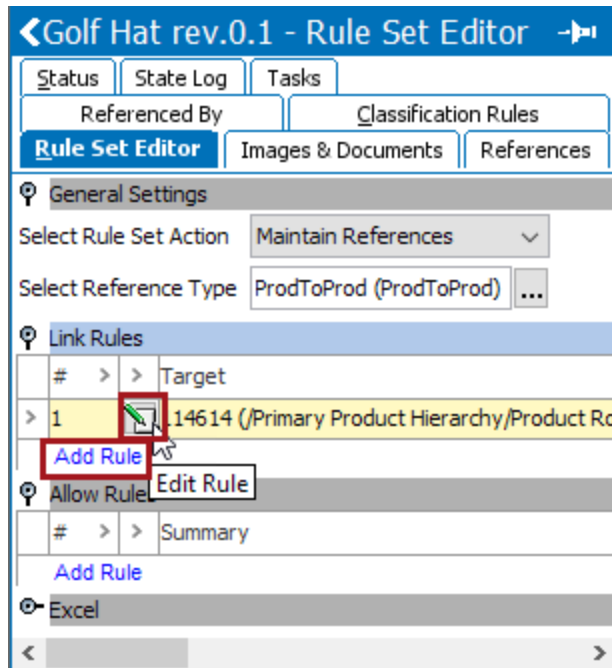 Golf Hat rev.0.1 - Rule Set Editor
Status State Log Tasks
Referenced By Classification Rules
Rule Set Editor Images & Documents References
General Settings
Select Rule Set Action Maintain References
Select Reference Type ProdToProd (ProdToProd) ...
Link Rules
# > > Target
> 1 114614 (/Primary Product Hierarchy/Product Ro
Add Rule
Edit Rule
Allow Rules
# > > Summary
Add Rule
Excel